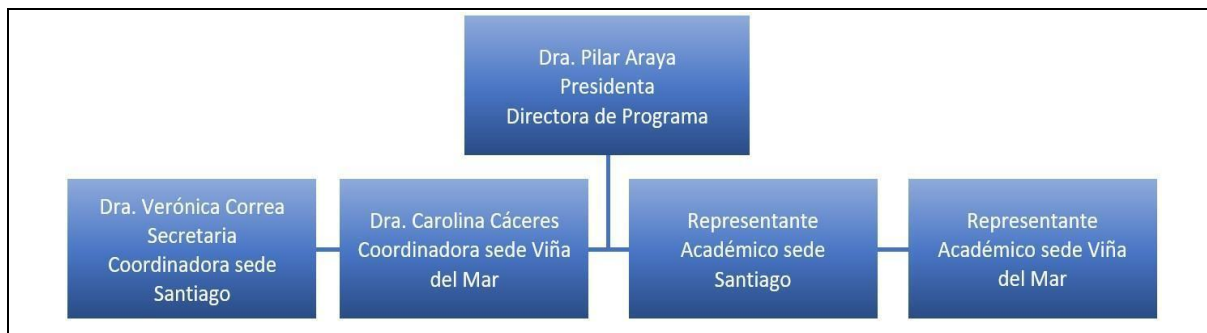 Dra. Pilar Araya
Presidenta
Directora de Programa
Dra. Verónica Correa
Secretaria
Coordinadora sede
Santiago
Dra. Carolina Cáceres
Coordinadora sede Viña
del Mar
Representante
Académico sede
Santiago
Representante
Académico sede Viña
del Mar